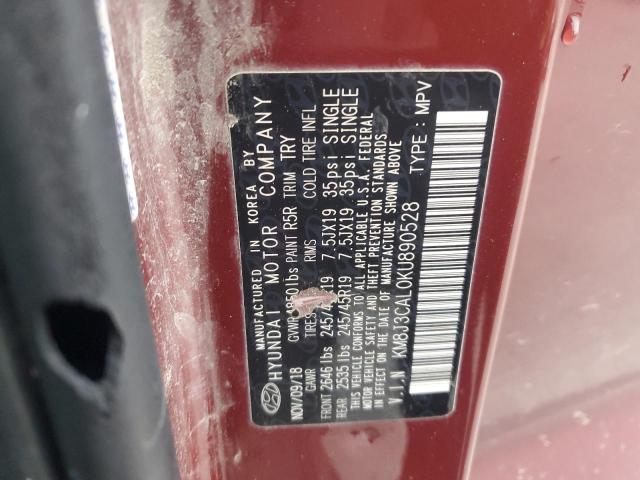 MANUFACTURED IN KOREA BY
HYUNDAI MOTOR COMPANY
NOV/09/18 GVWR 4850 lbs PAINT R5R TRIM TRY
GAWR TIRES RIMS COLD TIRE INFL
FRONT 2646 lbs 245/45R19 7.5JX19 35psi SINGLE
REAR 2535 lbs 245/45R19 7.5JX19 35psi SINGLE
THIS VEHICLE CONFORMS TO ALL APPLICABLE U.S.A. FEDERAL
MOTOR VEHICLE SAFETY AND THEFT PREVENTION STANDARDS
IN EFFECT ON THE DATE OF MANUFACTURE SHOWN ABOVE
V.I.N KM8J3CAL0KU890528 TYPE : MPV